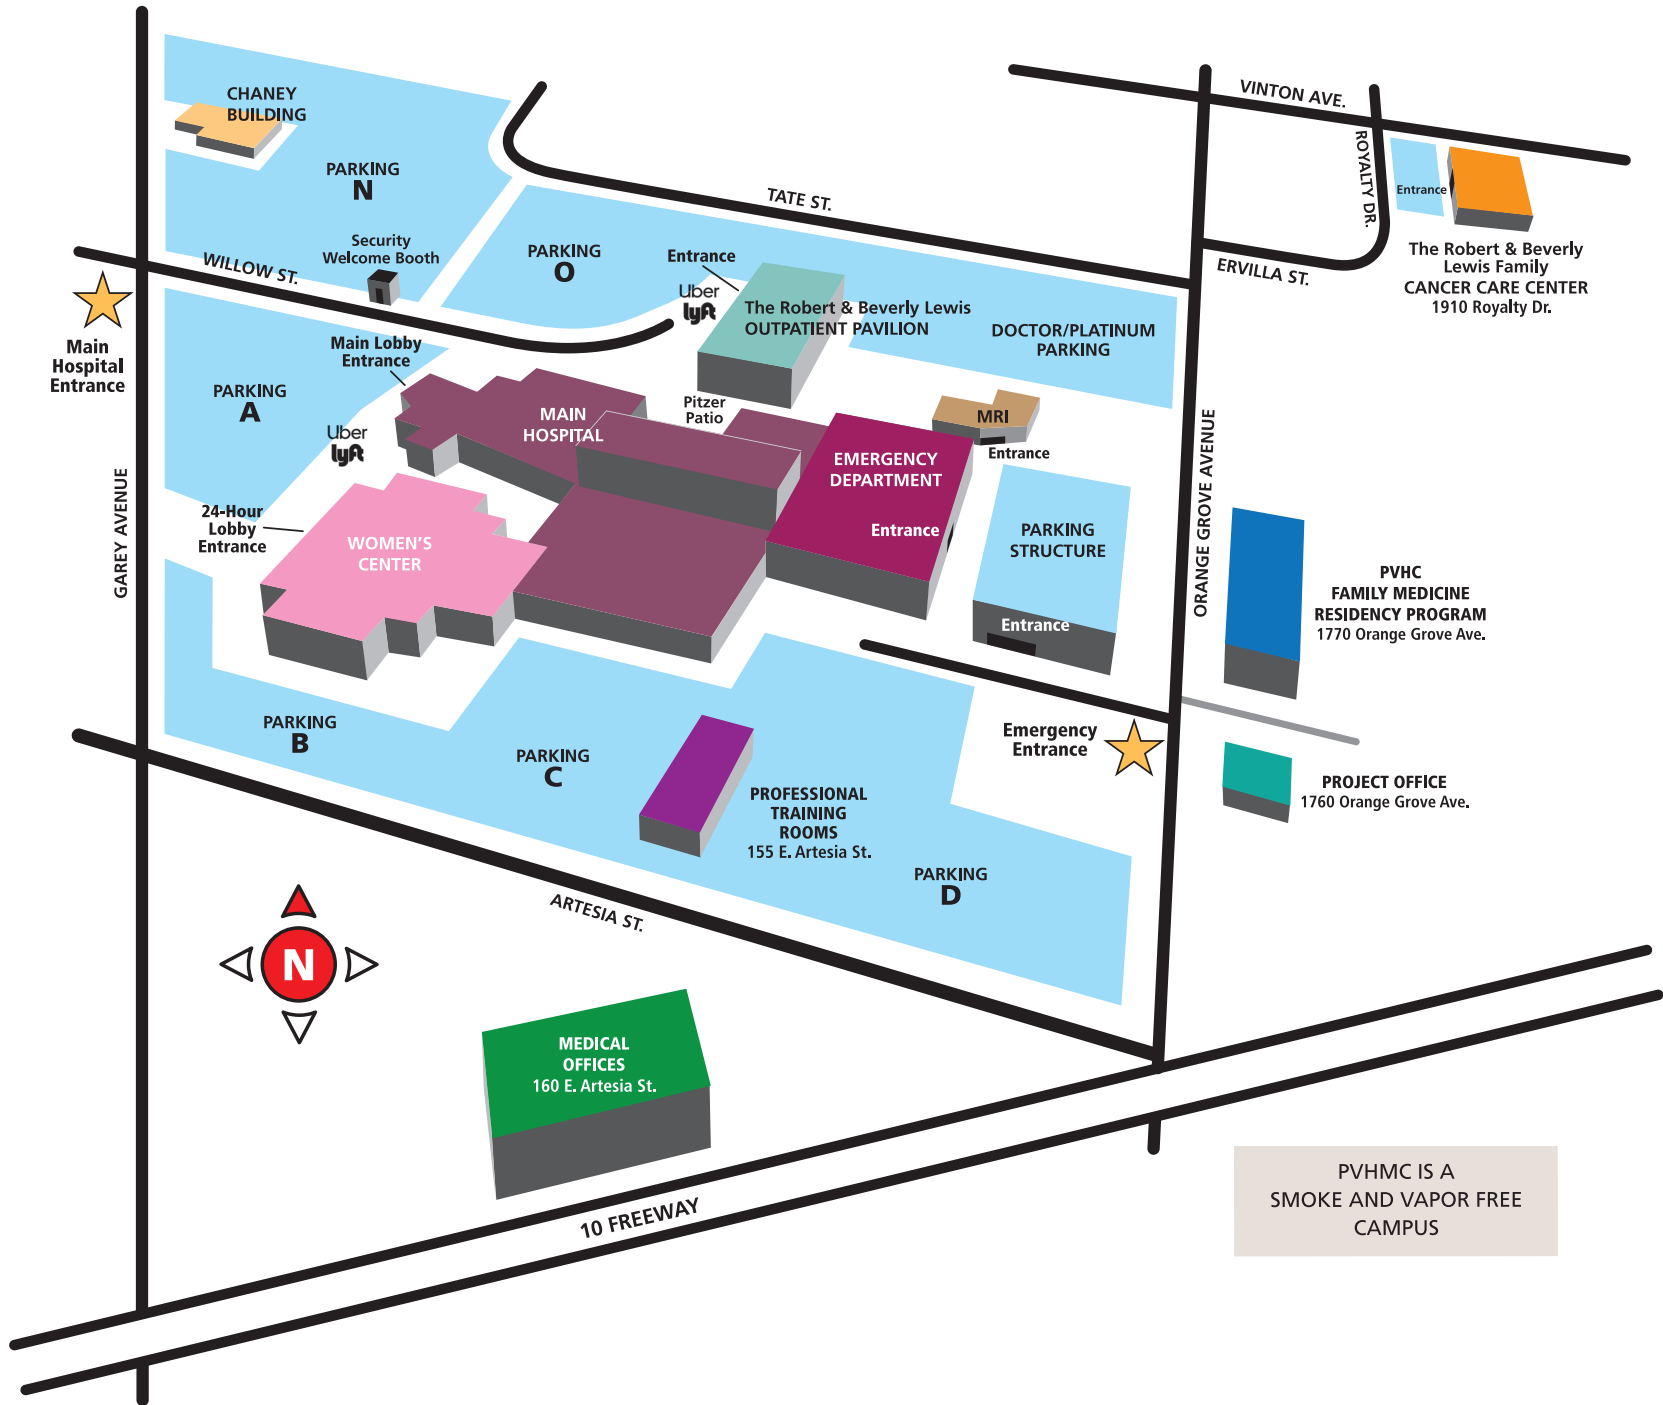 CHANEY
BUILDING
PARKING
N
Security
Welcome Booth
WILLOW ST.
Main
Hospital
Entrance
TATE ST.
PARKING
O
Entrance
Uber
lyft
The Robert & Beverly Lewis
OUTPATIENT PAVILION
DOCTOR/PLATINUM
PARKING
VINTON AVE.
ROYALTY DR.
ERVILLA ST.
Entrance
The Robert & Beverly
Lewis Family
CANCER CARE CENTER
1910 Royalty Dr.
Main Lobby
Entrance
PARKING
A
Uber
lyft
MAIN
HOSPITAL
Pitzer
Patio
MRI
Entrance
EMERGENCY
DEPARTMENT
Entrance
PARKING
STRUCTURE
Entrance
GAREY AVENUE
24-Hour
Lobby
Entrance
WOMEN'S
CENTER
ORANGE GROVE AVENUE
PVHC
FAMILY MEDICINE
RESIDENCY PROGRAM
1770 Orange Grove Ave.
PARKING
B
PARKING
C
PROFESSIONAL
TRAINING
ROOMS
155 E. Artesia St.
Emergency
Entrance
PROJECT OFFICE
1760 Orange Grove Ave.
PARKING
D
ARTESIA ST.
N
MEDICAL
OFFICES
160 E. Artesia St.
10 FREEWAY
PVHMC IS A
SMOKE AND VAPOR FREE
CAMPUS